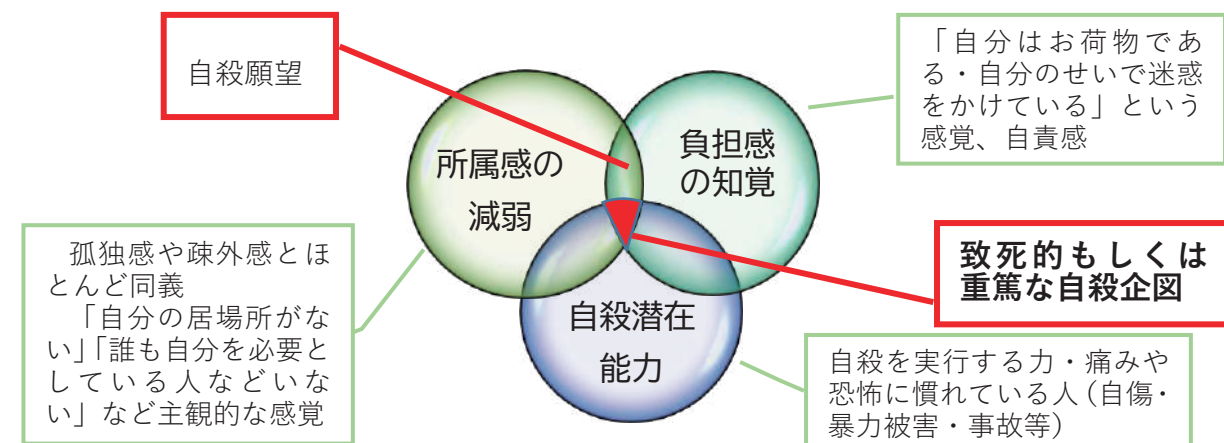 自殺願望
「自分はお荷物であ
る・自分のせいで迷惑
をかけている」という
感覚、自責感
所属感の
減弱
負担感
の知覚
孤独感や疎外感とほ
とんど同義
「自分の居場所がな
い」「誰も自分を必要と
している人などいな
い」など主観的な感覚
致死的もしくは
重篤な自殺企図
自殺潜在
能力
自殺を実行する力・痛みや
恐怖に慣れている人（自傷・
暴力被害・事故等）